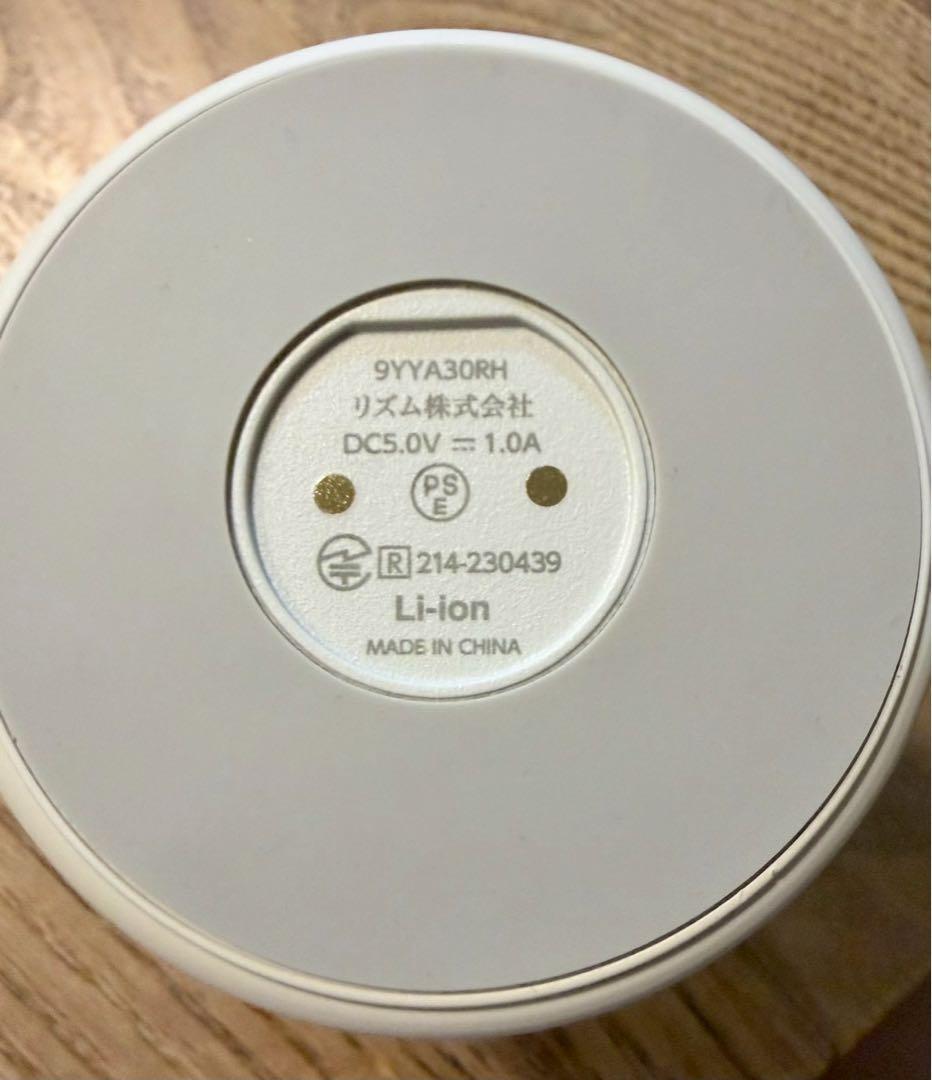 9YYA30RH
リズム株式会社
DC5.0V ⎓ 1.0A
PS
E
R 214-230439
Li-ion
MADE IN CHINA